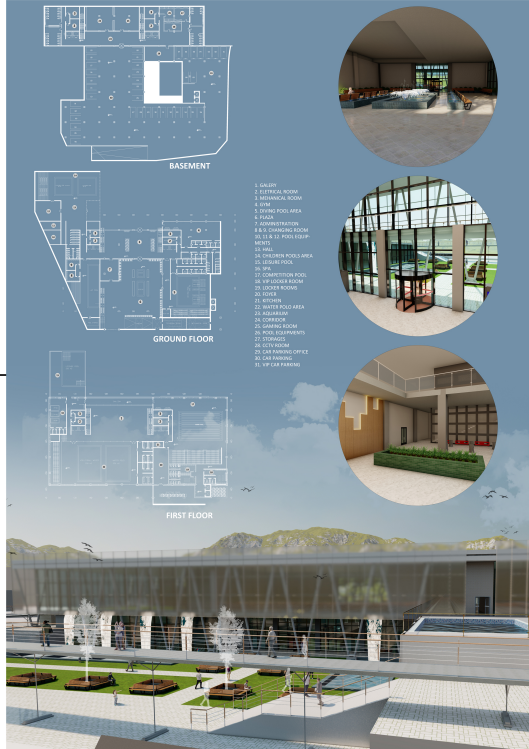 BASEMENT
1. GALERY
2. ELETRICAL ROOM
3. MEHANICAL ROOM
4. GYM
5. DIVING POOL AREA
6. PLAZA
7. ADMINISTRATION
8 & 9. CHANGING ROOM
10, 11 & 12. POOL EQUIP-
MENTS
13. HALL
14. CHILDREN POOLS AREA
15. LEISURE POOL
16. SPA
17. COMPETITION POOL
18. VIP LOCKER ROOM
19. LOCKER ROOMS
20. FOYER
21. KITCHEN
22. WATER POLO AREA
23. AQUARIUM
24. CORRIDOR
25. GAMING ROOM
26. POOL EQUIPMENTS
27. STORAGES
28. CCTV ROOM
29. CAR PARKING OFFICE
30. CAR PARKING
31. VIP CAR PARKING
GROUND FLOOR
FIRST FLOOR